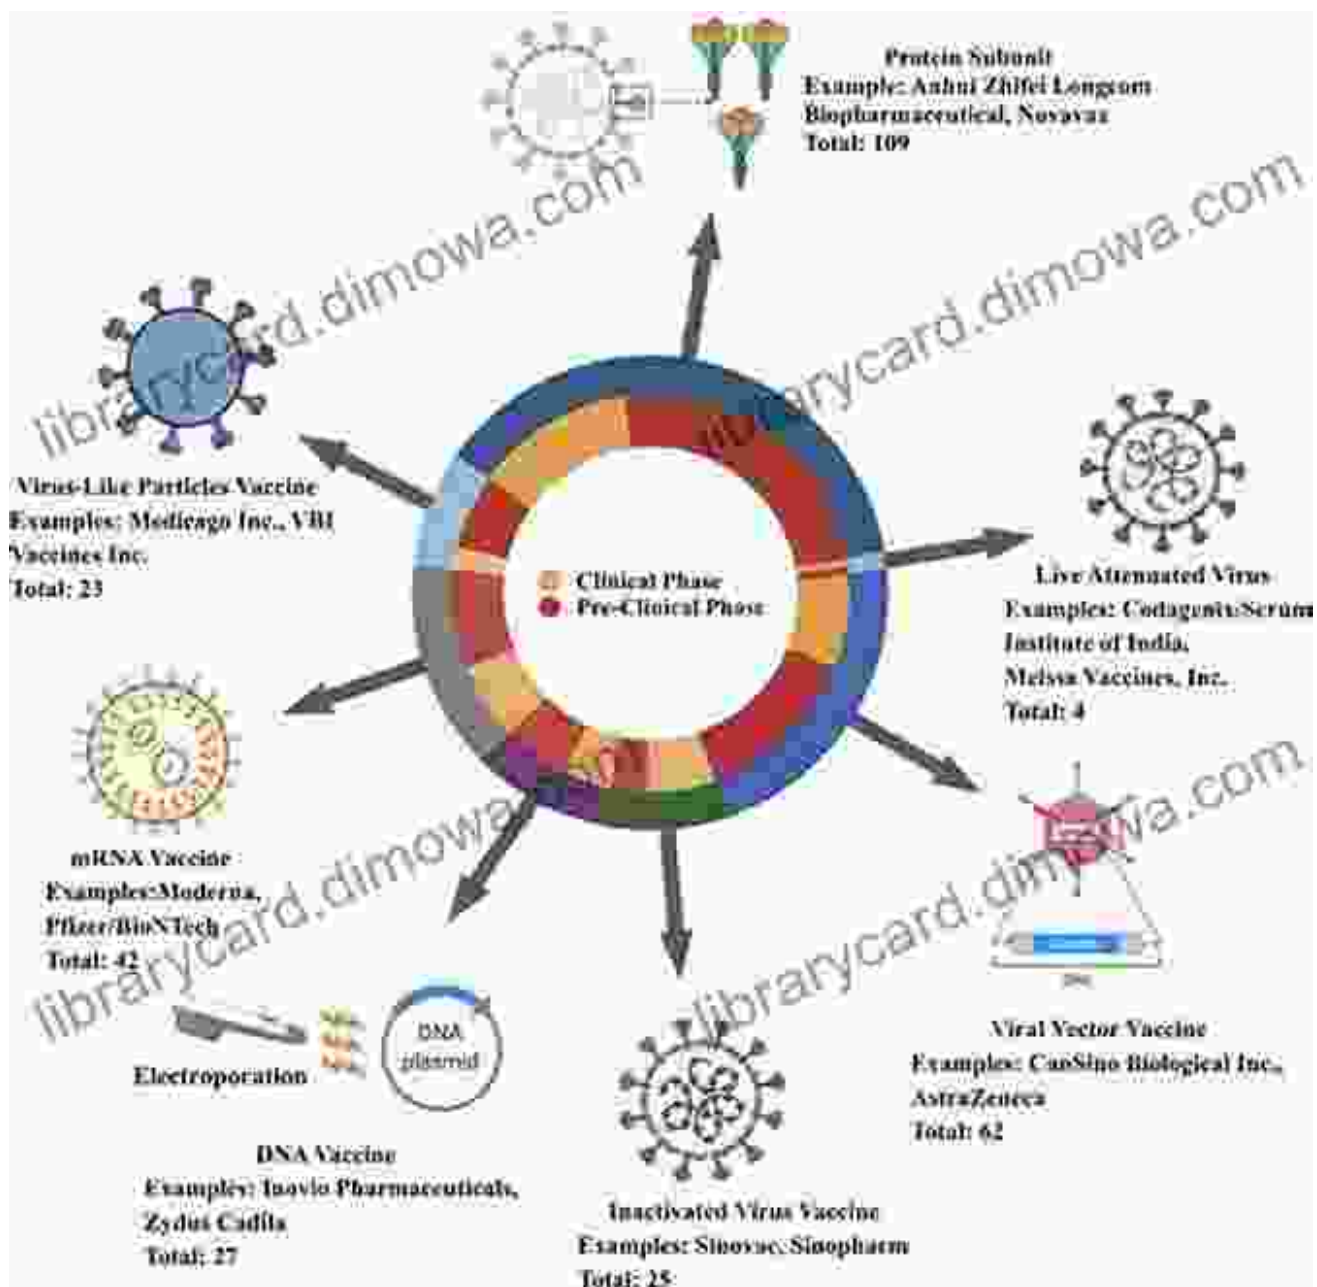 Protein Subunit
Example: Anhui Zhifei Longcom
Biopharmaceutical, Novavax
Total: 109
Virus-Like Particles Vaccine
Examples: Medicago Inc., VBI
Vaccines Inc.
Total: 23
Clinical Phase
Pre-Clinical Phase
Live Attenuated Virus
Examples: Codagenix/Serum
Institute of India,
Meissa Vaccines, Inc.
Total: 4
mRNA Vaccine
Examples:Moderna,
Pfizer/BioNTech
Total: 42
Viral Vector Vaccine
Examples: CanSino Biological Inc.,
AstraZeneca
Total: 62
Electroporation
DNA
plasmid
DNA Vaccine
Examples: Inovio Pharmaceuticals,
Zydus Cadila
Total: 27
Inactivated Virus Vaccine
Examples: Sinovac, Sinopharm
Total: 25
librarycard.dimowa.com
librarycard.dimowa.com
librarycard.dimowa.com
librarycard.dimowa.com